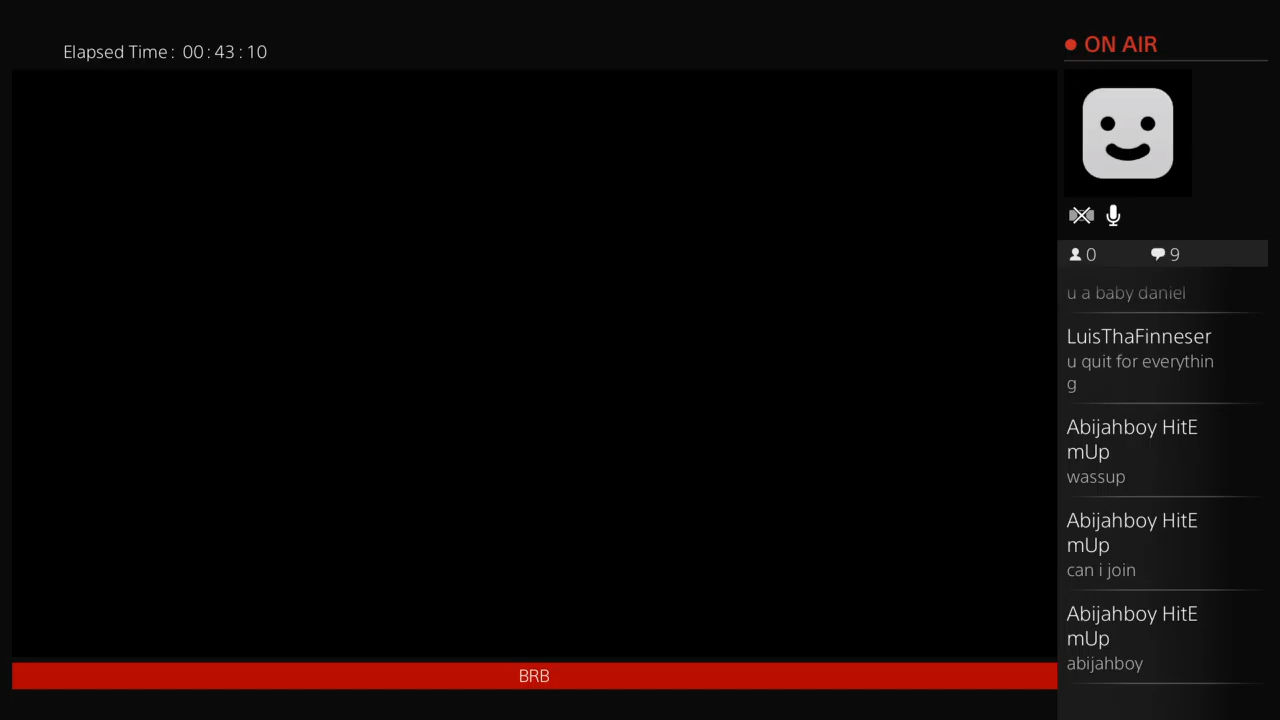 Elapsed Time: 00:43:10
ON AIR
0 9
u a baby daniel
LuisThaFinneser
u quit for everythin
g
Abijahboy HitE
mUp
wassup
Abijahboy HitE
mUp
can i join
Abijahboy HitE
mUp
abijahboy
BRB